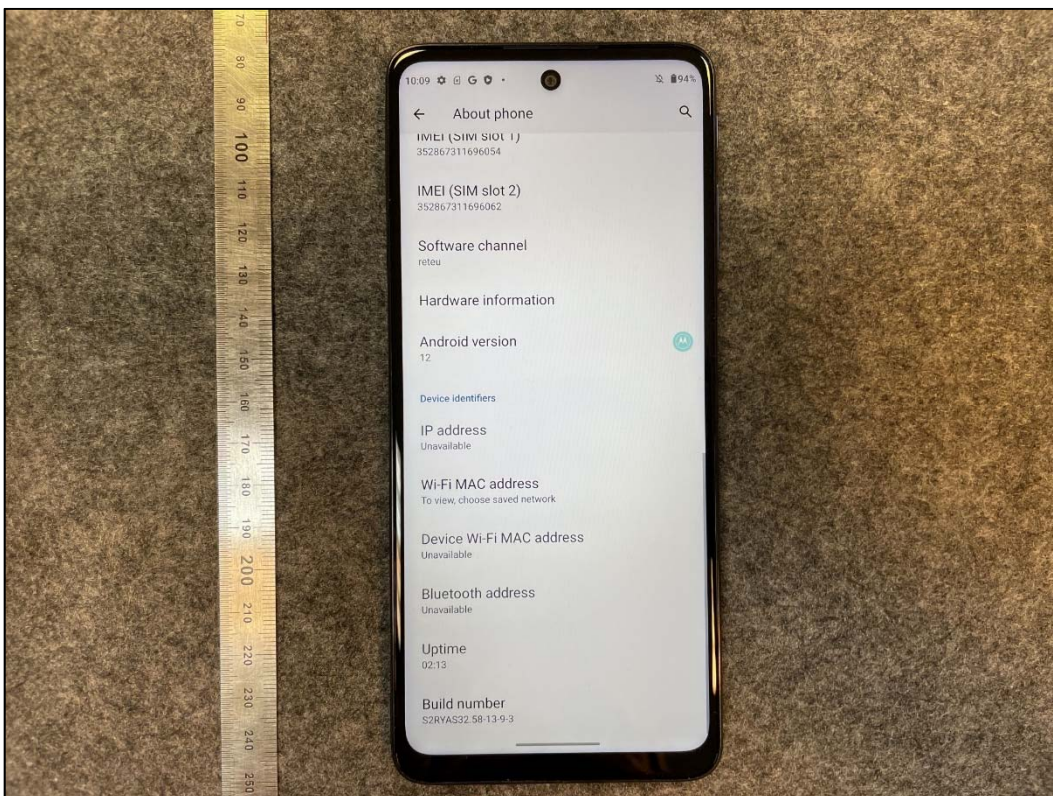 70
80
90
100
110
120
130
140
150
160
170
180
190
200
210
220
230
240
250
10:09 G 94%
About phone
IMEI (SIM slot 1)
352867311696054
IMEI (SIM slot 2)
352867311696062
Software channel
reteu
Hardware information
Android version
12
Device identifiers
IP address
Unavailable
Wi-Fi MAC address
To view, choose saved network
Device Wi-Fi MAC address
Unavailable
Bluetooth address
Unavailable
Uptime
02:13
Build number
S2RYAS32.58-13-9-3